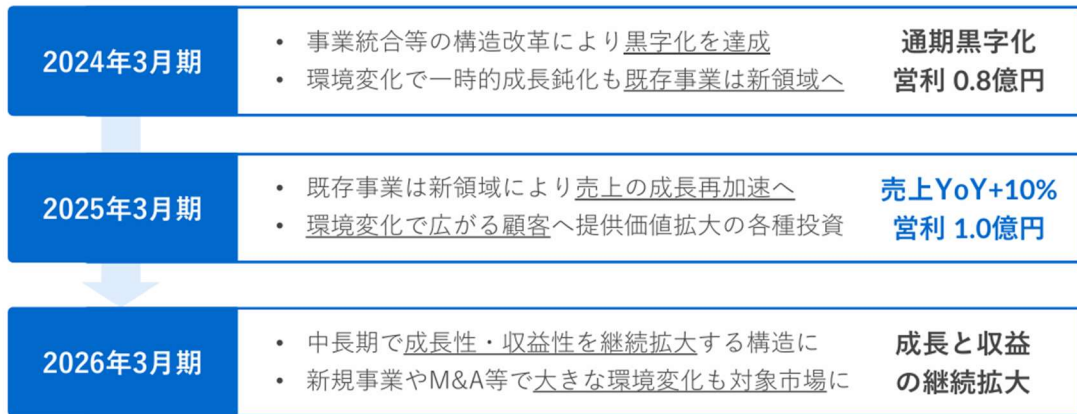 2024年3月期
• 事業統合等の構造改革により黒字化を達成
• 環境変化で一時的成長鈍化も既存事業は新領域へ
通期黒字化
営利 0.8億円
2025年3月期
• 既存事業は新領域により売上の成長再加速へ
• 環境変化で広がる顧客へ提供価値拡大の各種投資
売上YoY+10%
営利 1.0億円
2026年3月期
• 中長期で成長性・収益性を継続拡大する構造に
• 新規事業やM&A等で大きな環境変化も対象市場に
成長と収益
の継続拡大